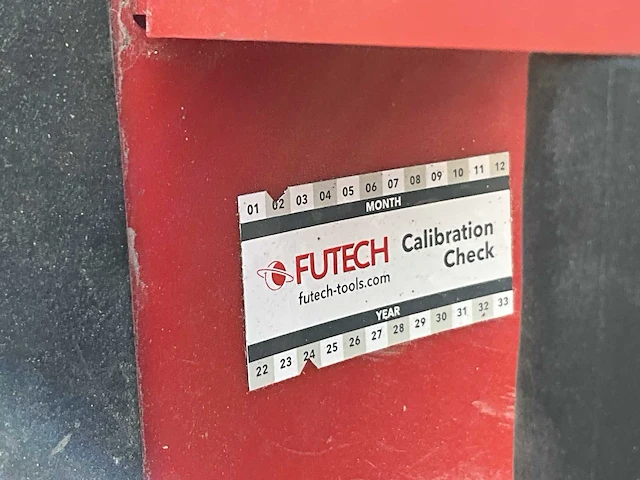 01 02 03 04 05 06 07 08 09 10 11 12
MONTH
FUTECH Calibration
Check
futech-tools.com
YEAR
22 23 24 25 26 27 28 29 30 31 32 33